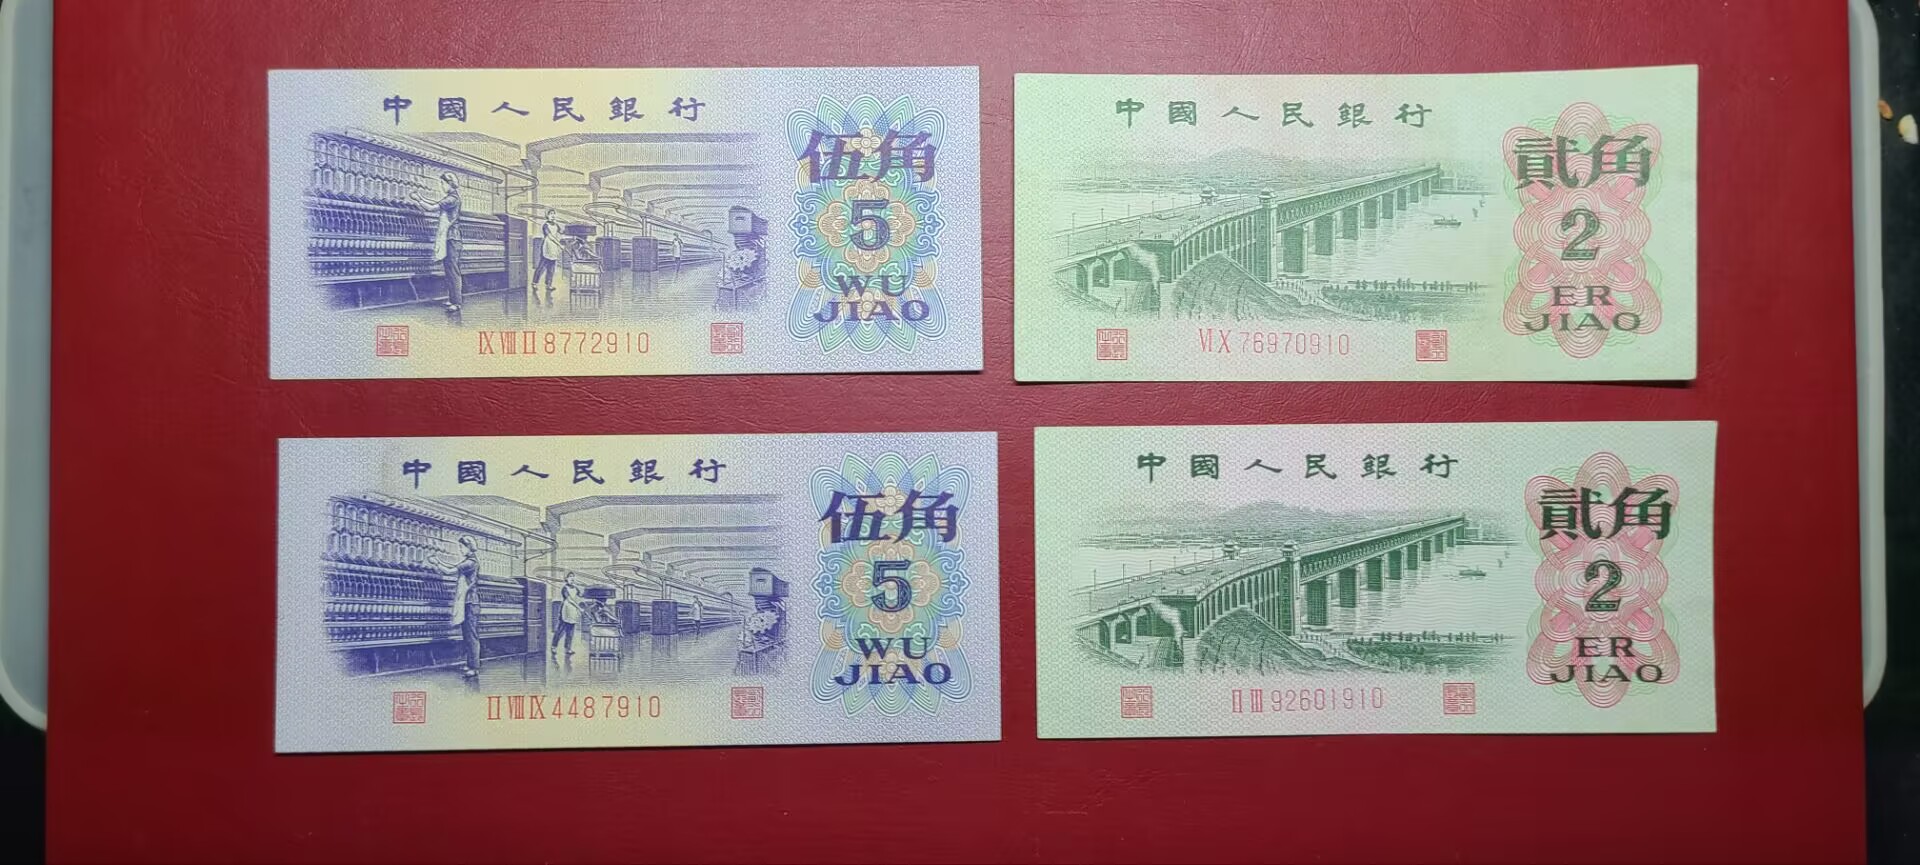 中國人民銀行
伍角
5
WU
JIAO
IX VIII II 8772910
中國人民銀行
貳角
2
ER
JIAO
VI X 76970910
中國人民銀行
伍角
5
WU
JIAO
II VIII IX 4487910
中國人民銀行
貳角
2
ER
JIAO
II III 92601910